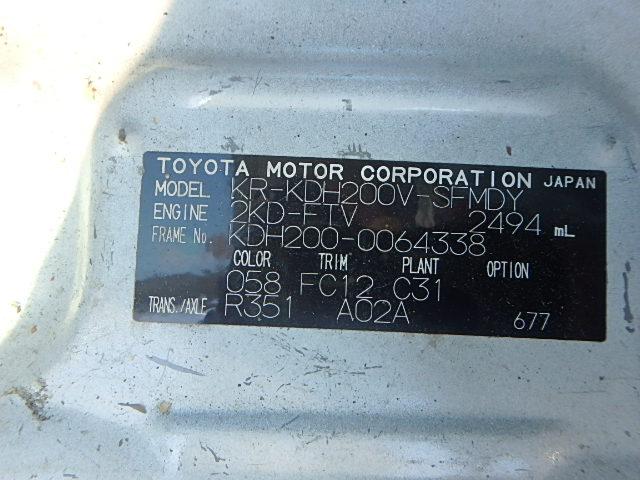 TOYOTA MOTOR CORPORATION JAPAN
MODEL KR-KDH200V-SFMDY
ENGINE 2KD-FTV 2494 mL
FRAME No. KDH200-0064338
COLOR TRIM PLANT OPTION
058 FC12 C31
TRANS./AXLE R351 A02A 677